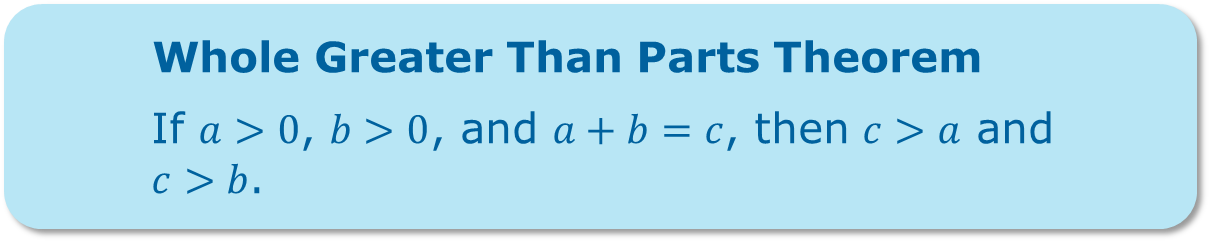 Whole Greater Than Parts Theorem
If a > 0, b > 0, and a + b = c, then c > a and
c > b.